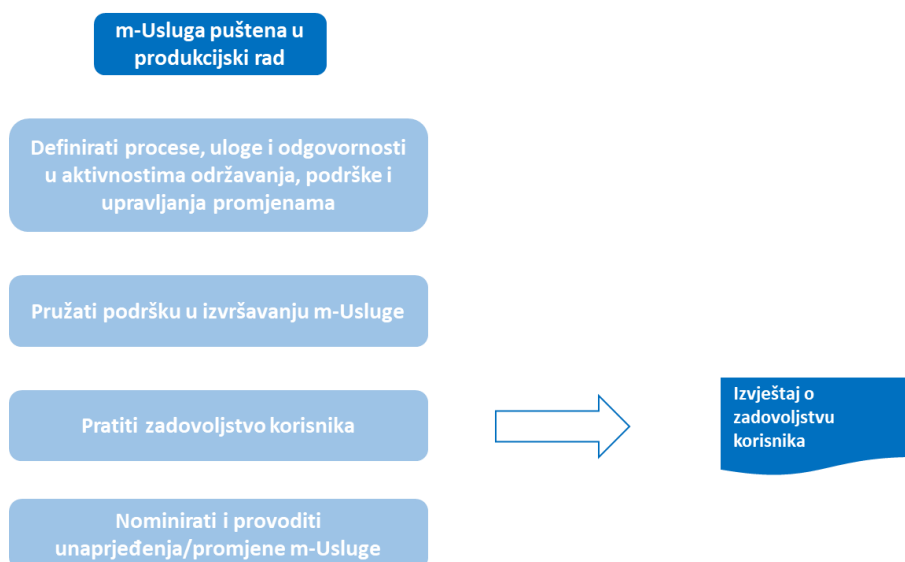 m-Usluga puštena u
produkcijski rad
Definirati procese, uloge i odgovornosti
u aktivnostima održavanja, podrške i
upravljanja promjenama
Pružati podršku u izvršavanju m-Usluge
Pratiti zadovoljstvo korisnika
Izvještaj o
zadovoljstvu
korisnika
Nominirati i provoditi
unaprjeđenja/promjene m-Usluge